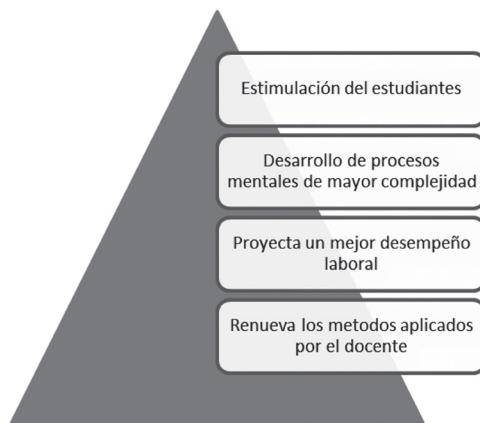 Estimulación del estudiantes
Desarrollo de procesos
mentales de mayor complejidad
Proyecta un mejor desempeño
laboral
Renueva los metodos aplicados
por el docente